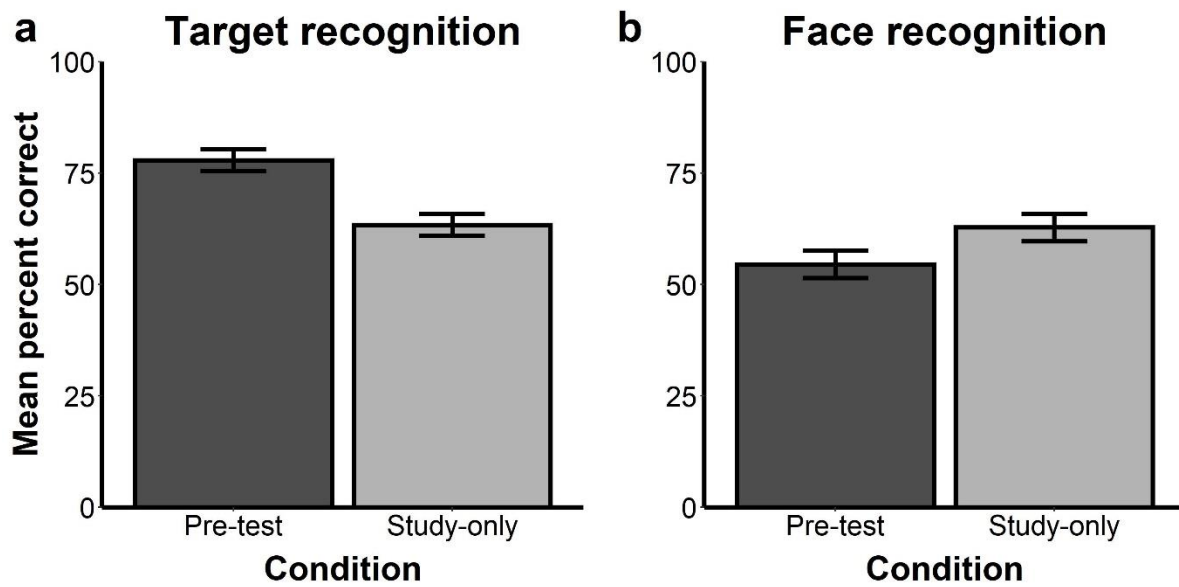 a Target recognition
100
75
50
25
0
Mean percent correct
Pre-test Study-only
Condition
b Face recognition
100
75
50
25
0
Pre-test Study-only
Condition